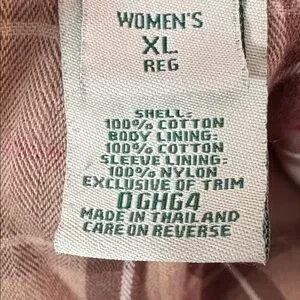 WOMEN'S
XL
REG
SHELL:
100% COTTON
BODY LINING:
100% COTTON
SLEEVE LINING:
100% NYLON
EXCLUSIVE OF TRIM
0GHG4
MADE IN THAILAND
CARE ON REVERSE